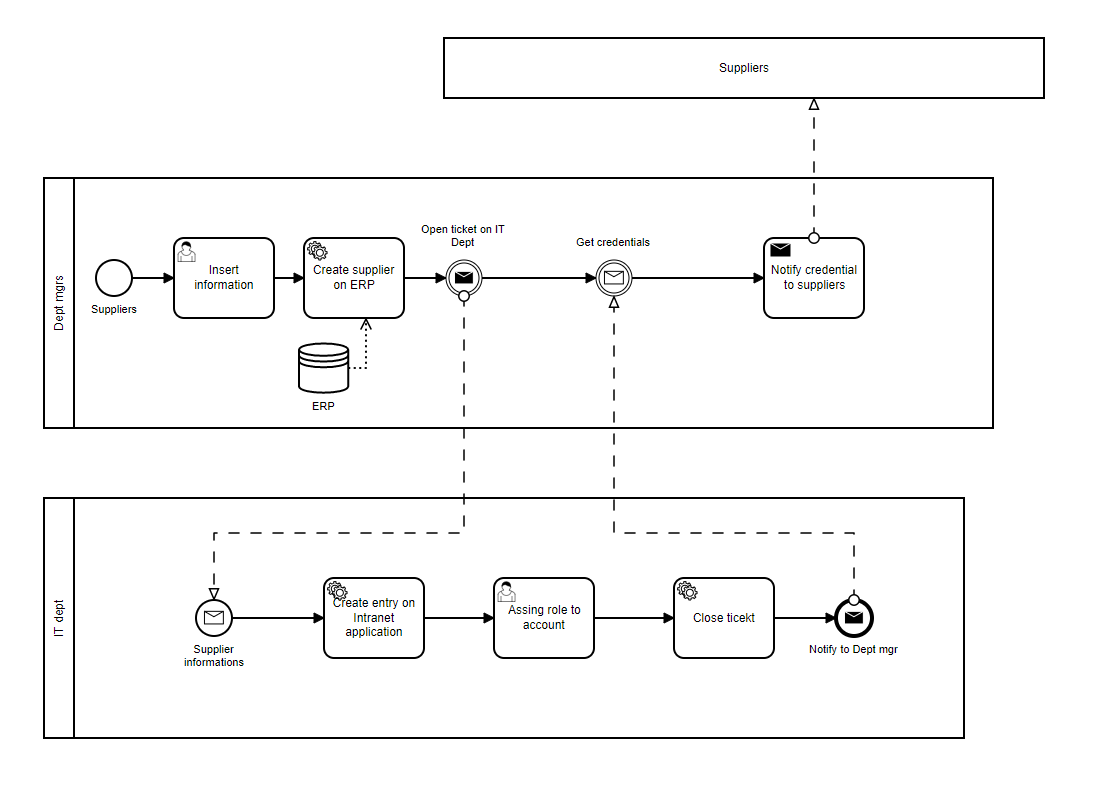 Suppliers
Dept mgrs
Open ticket on IT
Dept
Get credentials
Insert
information
Create supplier
on ERP
Notify credential
to suppliers
Suppliers
ERP
IT dept
Create entry on
Intranet
application
Assing role to
account
Close ticekt
Supplier
informations
Notify to Dept mgr